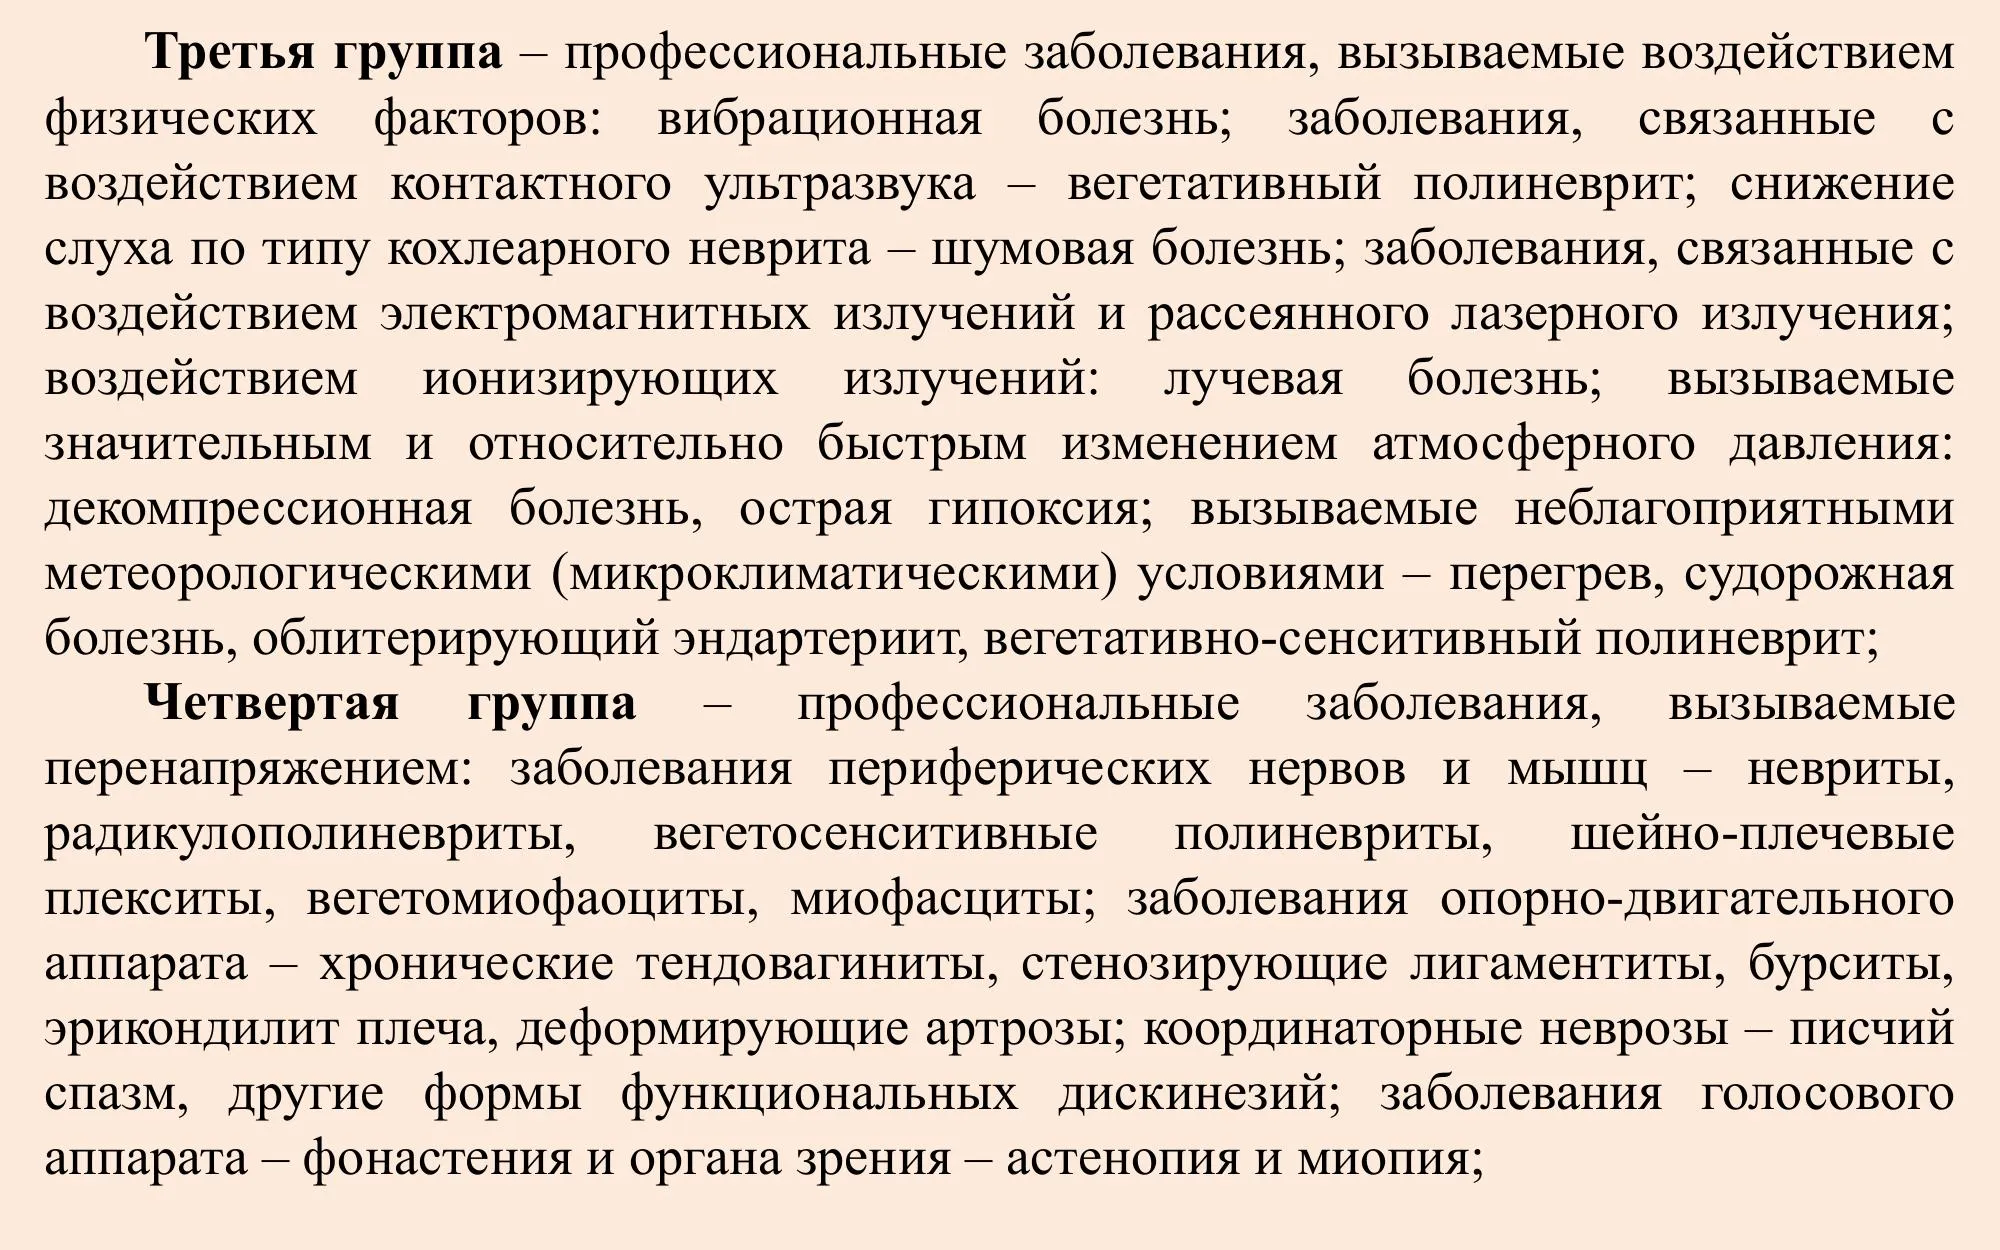 Третья группа – профессиональные заболевания, вызываемые воздействием
физических факторов: вибрационная болезнь; заболевания, связанные с
воздействием контактного ультразвука – вегетативный полиневрит; снижение
слуха по типу кохлеарного неврита – шумовая болезнь; заболевания, связанные с
воздействием электромагнитных излучений и рассеянного лазерного излучения;
воздействием ионизирующих излучений: лучевая болезнь; вызываемые
значительным и относительно быстрым изменением атмосферного давления:
декомпрессионная болезнь, острая гипоксия; вызываемые неблагоприятными
метеорологическими (микроклиматическими) условиями – перегрев, судорожная
болезнь, облитерирующий эндартериит, вегетативно-сенситивный полиневрит;
Четвертая группа – профессиональные заболевания, вызываемые
перенапряжением: заболевания периферических нервов и мышц – невриты,
радикулополиневриты, вегетосенситивные полиневриты, шейно-плечевые
плекситы, вегетомиофаоциты, миофасциты; заболевания опорно-двигательного
аппарата – хронические тендовагиниты, стенозирующие лигаментиты, бурситы,
эрикондилит плеча, деформирующие артрозы; координаторные неврозы – писчий
спазм, другие формы функциональных дискинезий; заболевания голосового
аппарата – фонастения и органа зрения – астенопия и миопия;